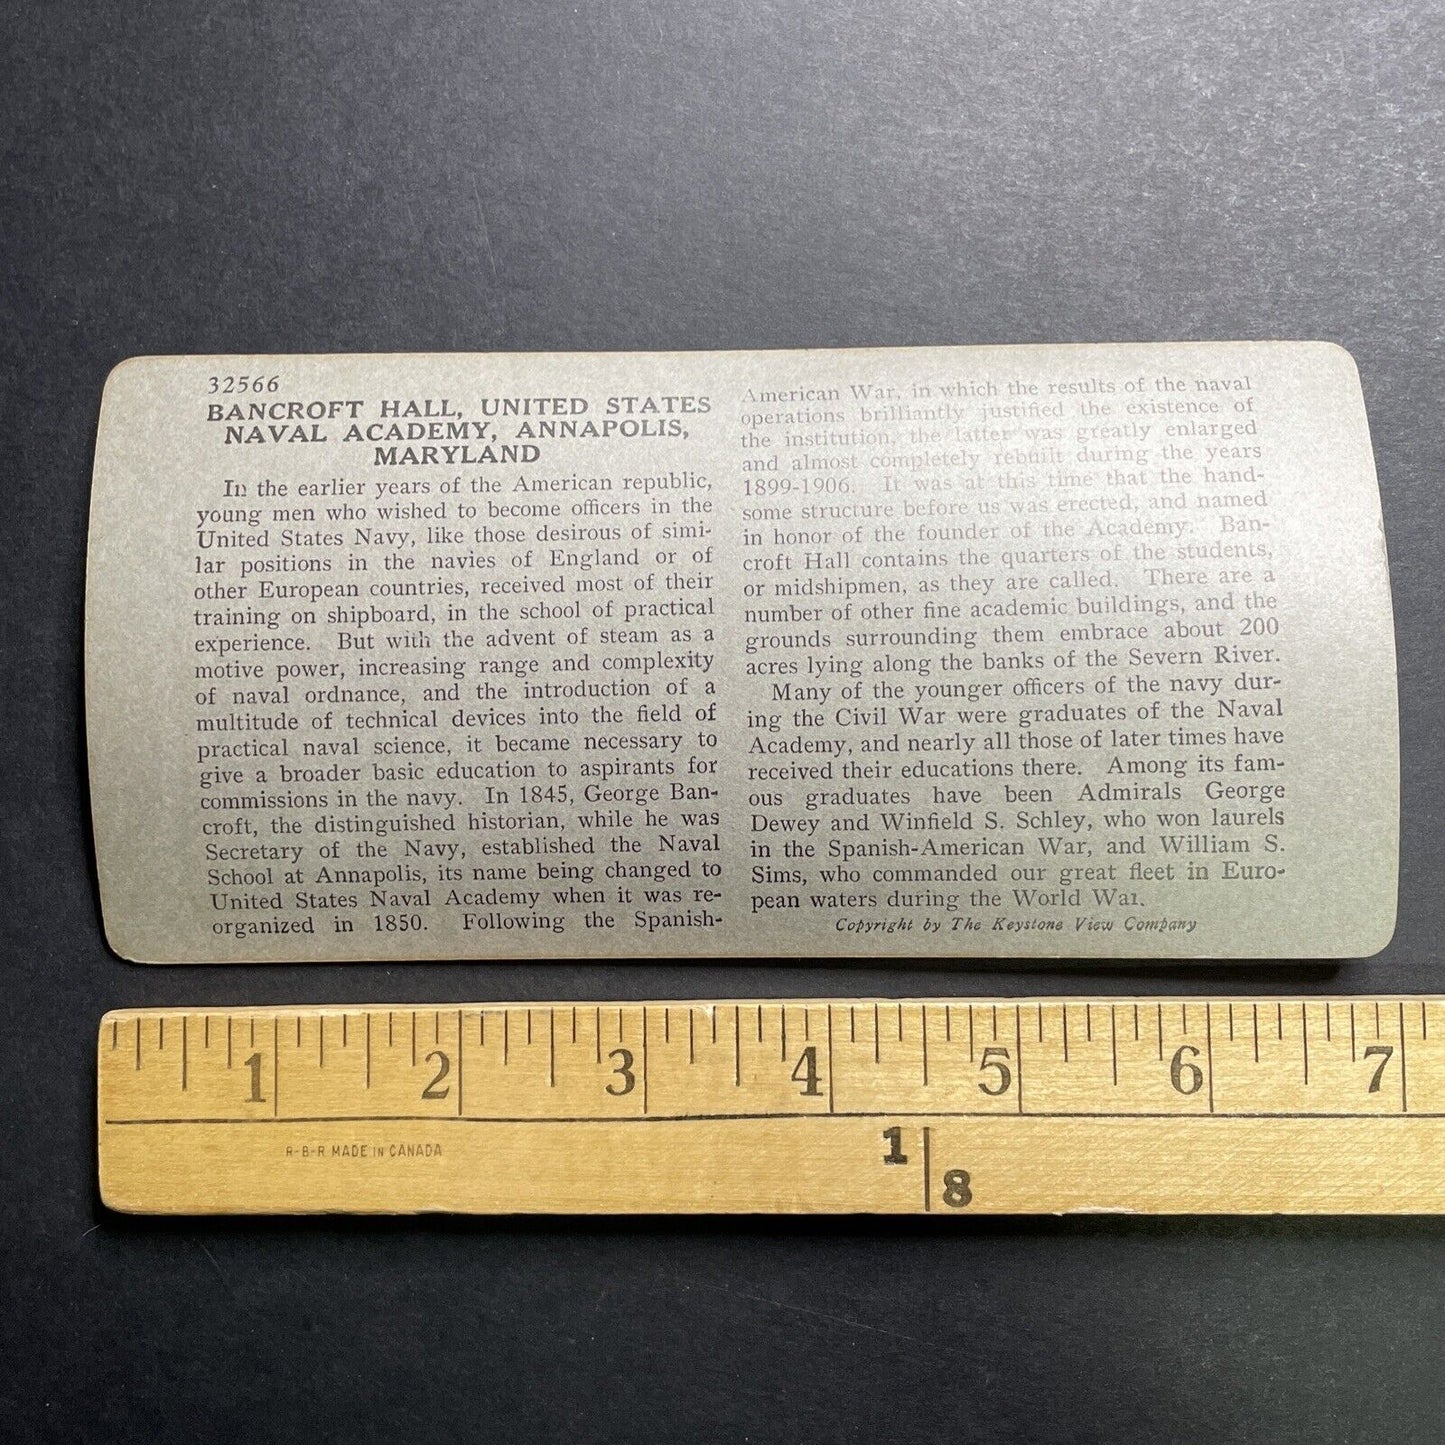 32566
BANCROFT HALL, UNITED STATES
NAVAL ACADEMY, ANNAPOLIS,
MARYLAND
In the earlier years of the American republic,
young men who wished to become officers in the
United States Navy, like those desirous of simi-
lar positions in the navies of England or of
other European countries, received most of their
training on shipboard, in the school of practical
experience. But with the advent of steam as a
motive power, increasing range and complexity
of naval ordnance, and the introduction of a
multitude of technical devices into the field of
practical naval science, it became necessary to
give a broader basic education to aspirants for
commissions in the navy. In 1845, George Ban-
croft, the distinguished historian, while he was
Secretary of the Navy, established the Naval
School at Annapolis, its name being changed to
United States Naval Academy when it was re-
organized in 1850. Following the Spanish-
American War, in which the results of the naval
operations brilliantly justified the existence of
the institution, the latter was greatly enlarged
and almost completely rebuilt during the years
1899-1906. It was at this time that the hand-
some structure before us was erected, and named
in honor of the founder of the Academy. Ban-
croft Hall contains the quarters of the students,
or midshipmen, as they are called. There are a
number of other fine academic buildings, and the
grounds surrounding them embrace about 200
acres lying along the banks of the Severn River.
Many of the younger officers of the navy dur-
ing the Civil War were graduates of the Naval
Academy, and nearly all those of later times have
received their educations there. Among its fam-
ous graduates have been Admirals George
Dewey and Winfield S. Schley, who won laurels
in the Spanish-American War, and William S.
Sims, who commanded our great fleet in Euro-
pean waters during the World War.
Copyright by The Keystone View Company
1 2 3 4 5 6 7
R-B-R MADE IN CANADA
1
8